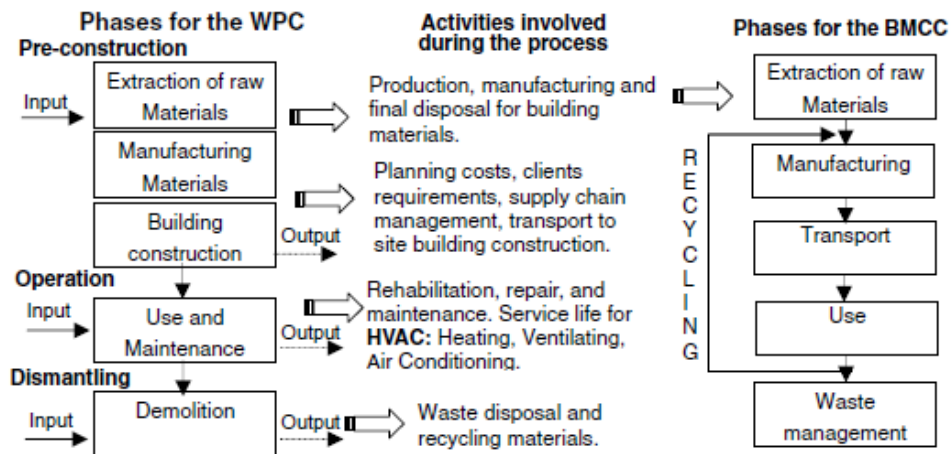 Phases for the WPC
Pre-construction
Input
Extraction of raw
Materials
Manufacturing
Materials
Building
construction
Output
Operation
Input
Use and
Maintenance
Output
Dismantling
Input
Demolition
Output
Activities involved
during the process
Production, manufacturing and
final disposal for building
materials.
Planning costs, clients
requirements, supply chain
management, transport to
site building construction.
Rehabilitation, repair, and
maintenance. Service life for
HVAC: Heating, Ventilating,
Air Conditioning.
Waste disposal and
recycling materials.
Phases for the BMCC
Extraction of raw
Materials
Manufacturing
Transport
Use
Waste
management
RECYCLING